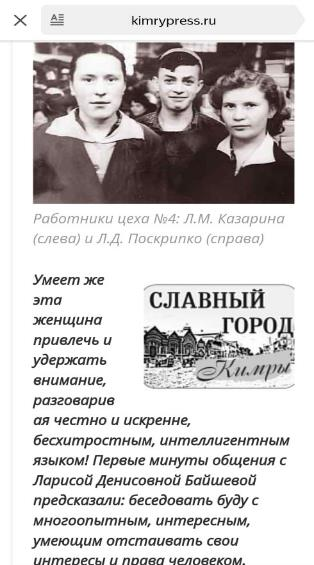 kimrypress.ru
Работники цеха №4: Л.М. Казарина
(слева) и Л.Д. Поскрипко (справа)
Умеет же
эта
женщина
привлечь и
удержать
внимание,
разговарив
СЛАВНЫЙ
ГОРОД
Кимры
ая честно и искренне,
бесхитростным, интеллигентным
языком! Первые минуты общения с
Ларисой Денисовной Байшевой
предсказали: беседовать буду с
многоопытным, интересным,
умеющим отстаивать свои
интересы и права человеком.